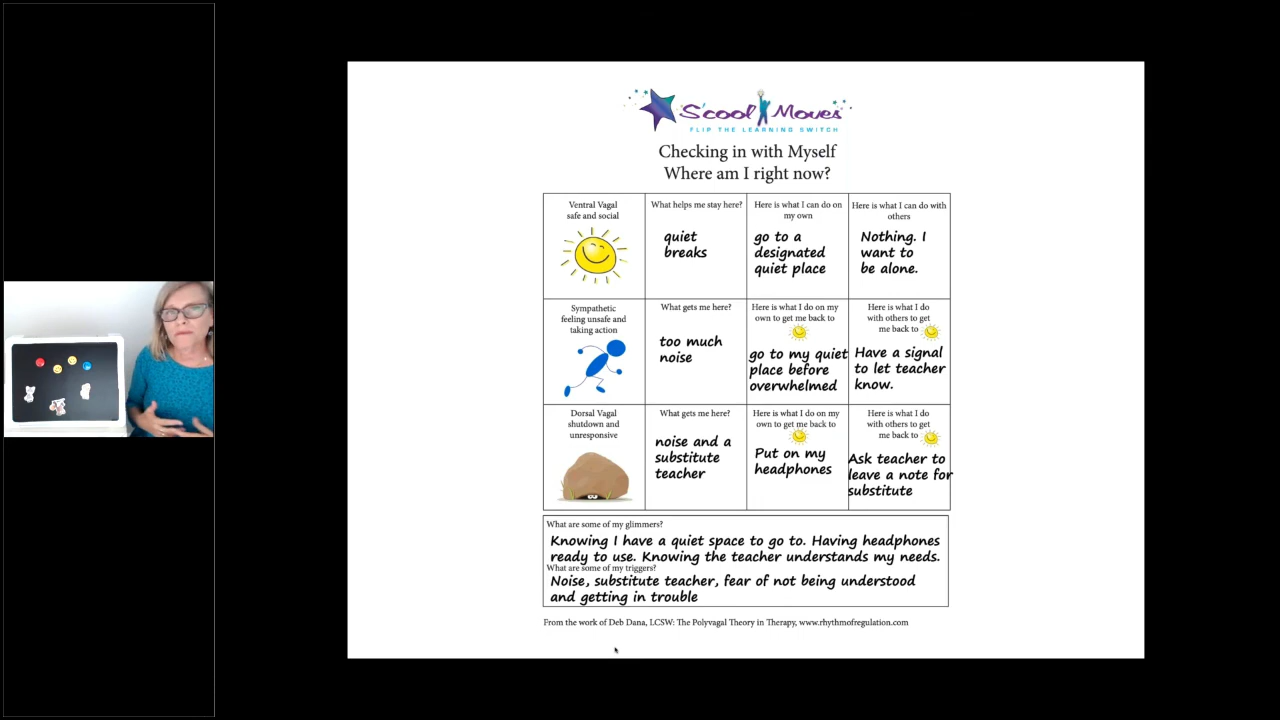 S'cool Moves
FLIP THE LEARNING SWITCH
Checking in with Myself
Where am I right now?
Ventral Vagal
safe and social
What helps me stay here?
quiet
breaks
Here is what I can do on
my own
go to a
designated
quiet place
Here is what I can do with
others
Nothing. I
want to
be alone.
Sympathetic
feeling unsafe and
taking action
What gets me here?
too much
noise
Here is what I do on my
own to get me back to
go to my quiet
place before
overwhelmed
Here is what I do
with others to get
me back to
Have a signal
to let teacher
know.
Dorsal Vagal
shutdown and
unresponsive
What gets me here?
noise and a
substitute
teacher
Here is what I do on my
own to get me back to
Put on my
headphones
Here is what I do
with others to get
me back to
Ask teacher to
leave a note for
substitute
What are some of my glimmers?
Knowing I have a quiet space to go to. Having headphones
ready to use. Knowing the teacher understands my needs.
What are some of my triggers?
Noise, substitute teacher, fear of not being understood
and getting in trouble
From the work of Deb Dana, LCSW: The Polyvagal Theory in Therapy, www.rhythmofregulation.com